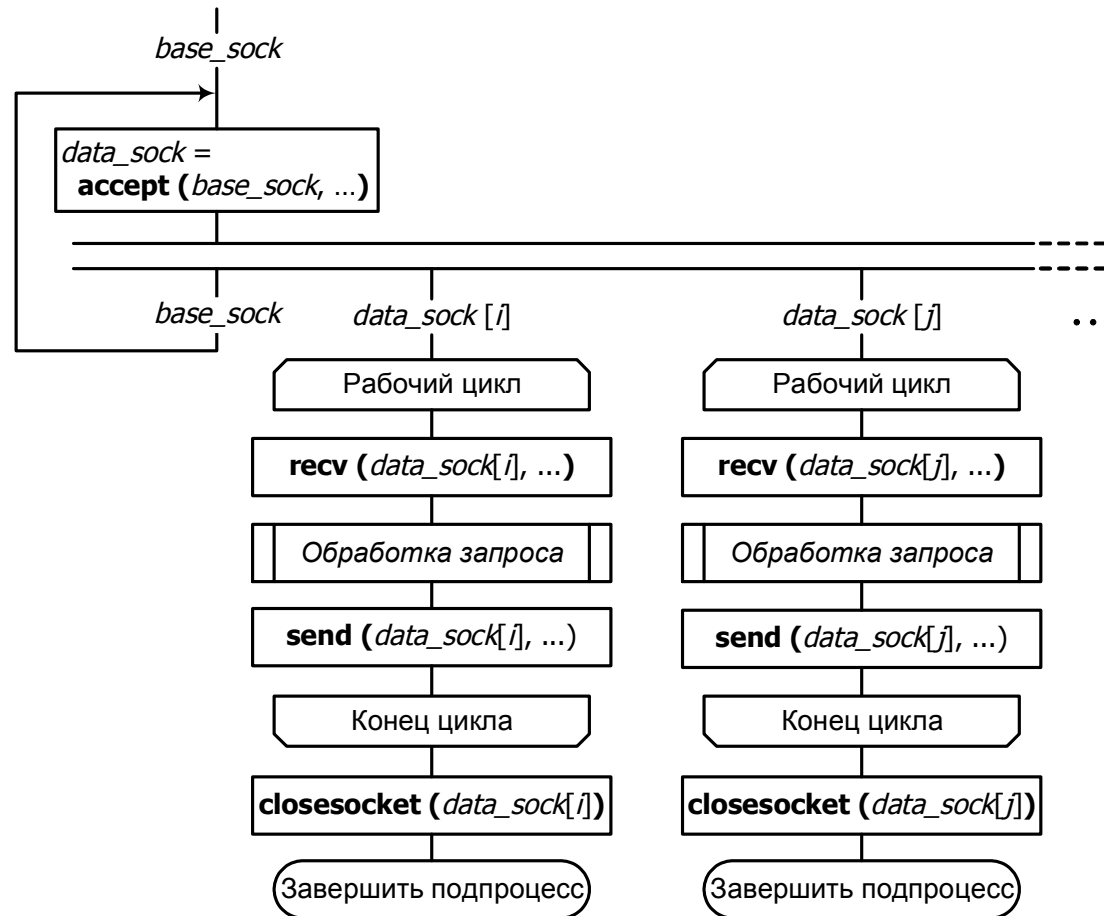 base_sock
data_sock =
accept (base_sock, ...)
base_sock
data_sock [i]
data_sock [j]
..
Рабочий цикл
Рабочий цикл
recv (data_sock[i], ...)
recv (data_sock[j], ...)
Обработка запроса
Обработка запроса
send (data_sock[i], ...)
send (data_sock[j], ...)
Конец цикла
Конец цикла
closesocket (data_sock[i])
closesocket (data_sock[j])
Завершить подпроцесс
Завершить подпроцесс